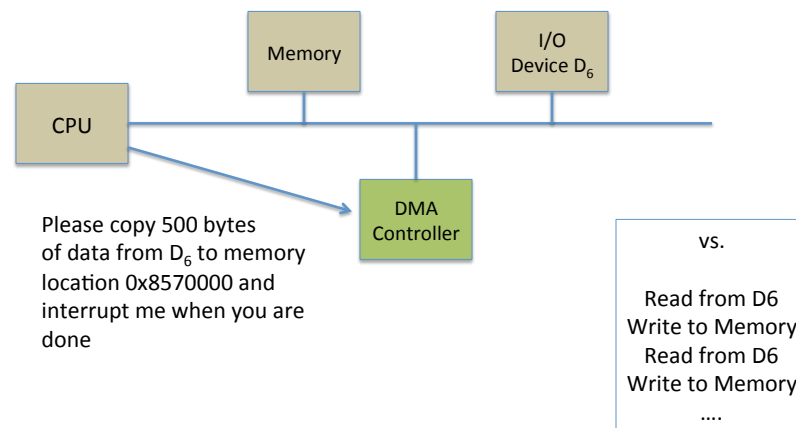 Memory
I/O
Device D₆
CPU
DMA
Controller
Please copy 500 bytes
of data from D₆ to memory
location 0x8570000 and
interrupt me when you are
done
vs.
Read from D6
Write to Memory
Read from D6
Write to Memory
....